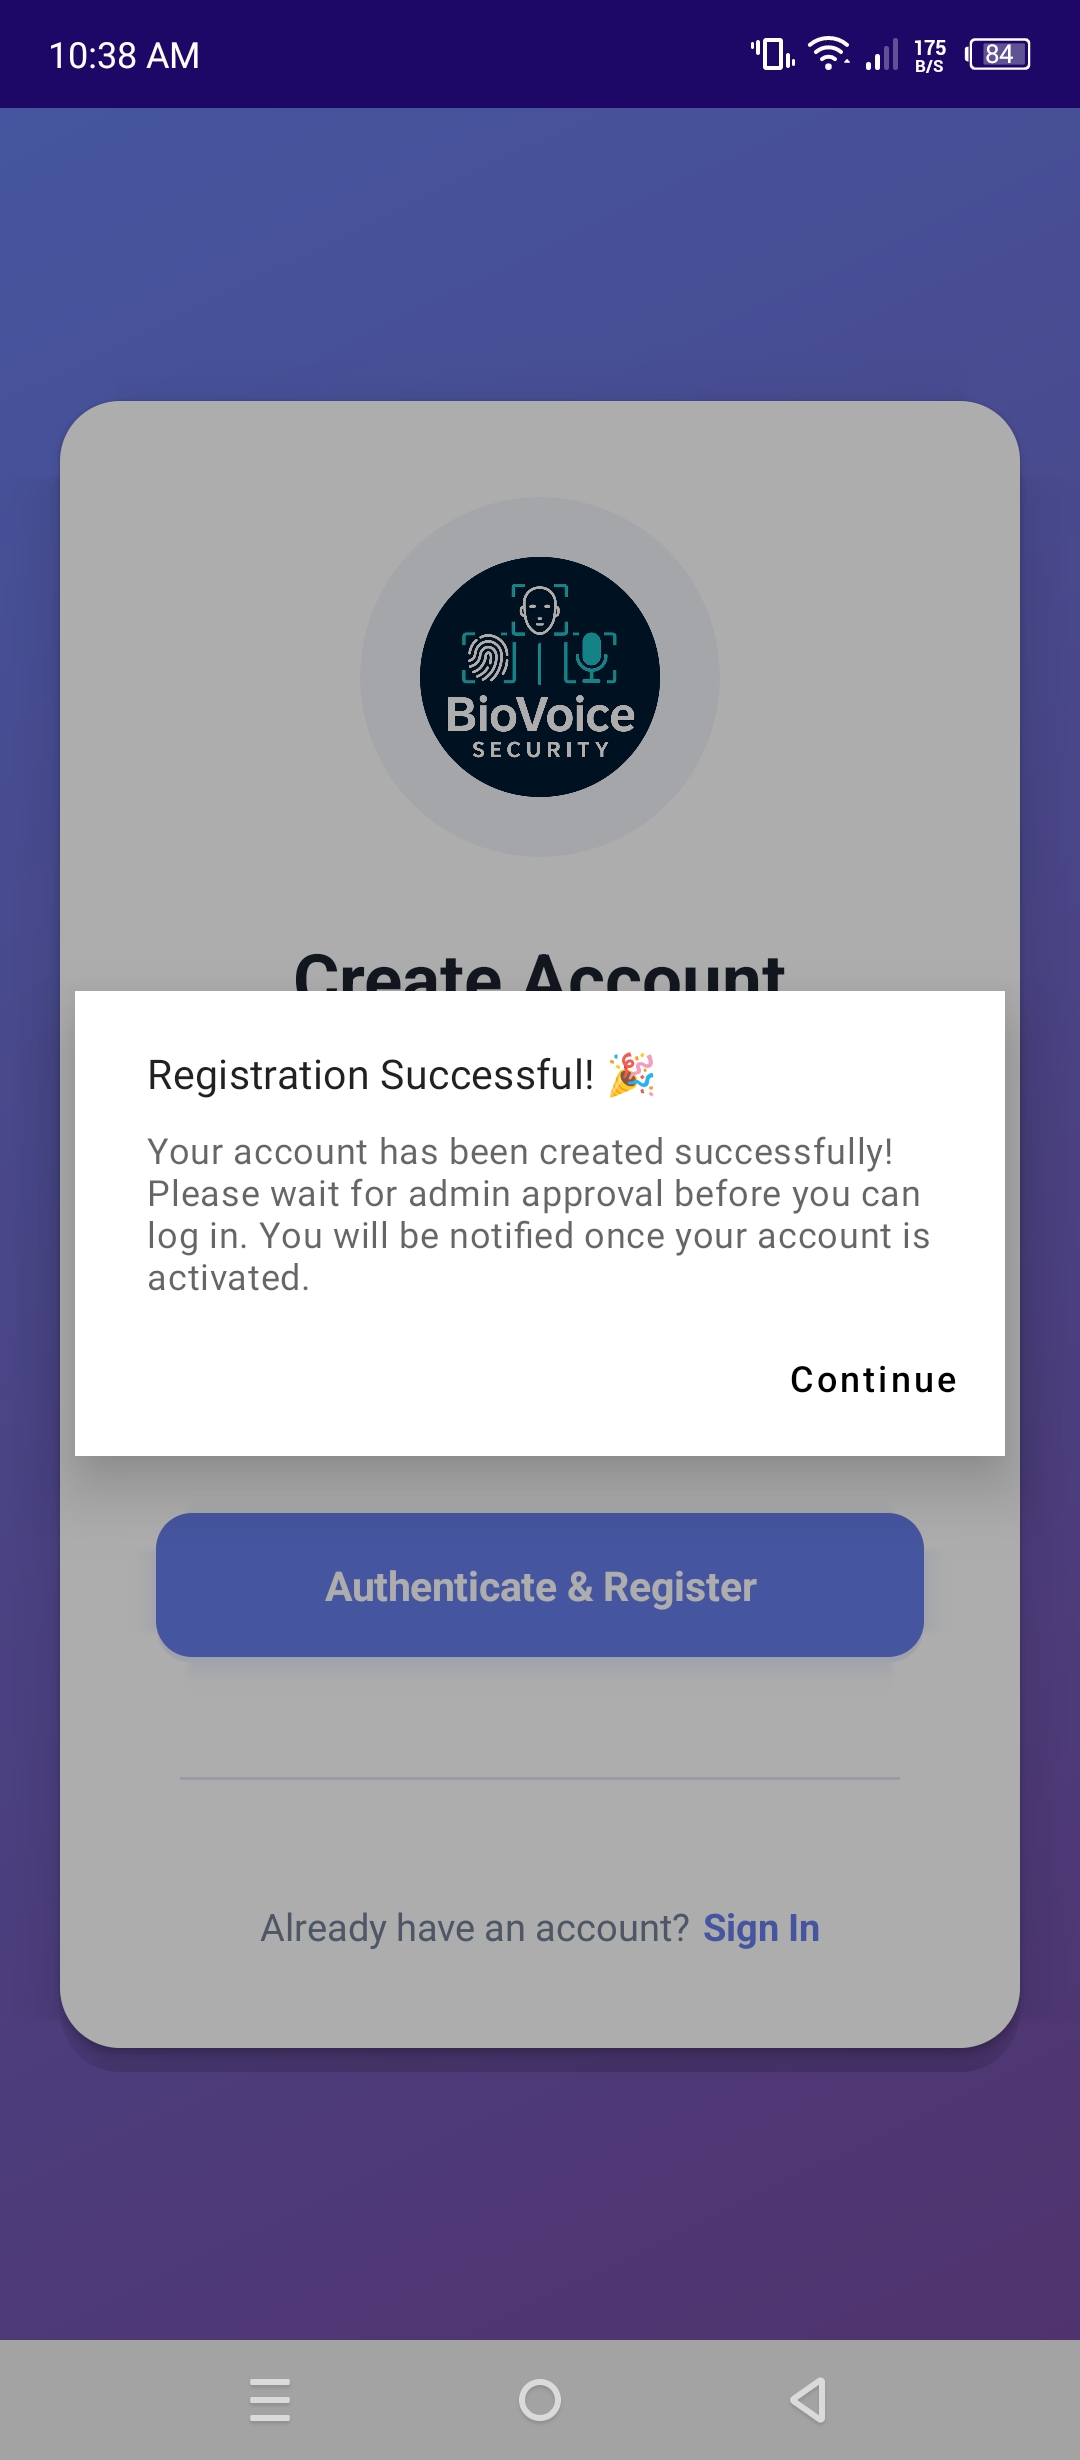 10:38 AM
175
B/S
84
BioVoice
SECURITY
Create Account
Registration Successful! 🎉
Your account has been created successfully!
Please wait for admin approval before you can
log in. You will be notified once your account is
activated.
Continue
Authenticate & Register
Already have an account? Sign In